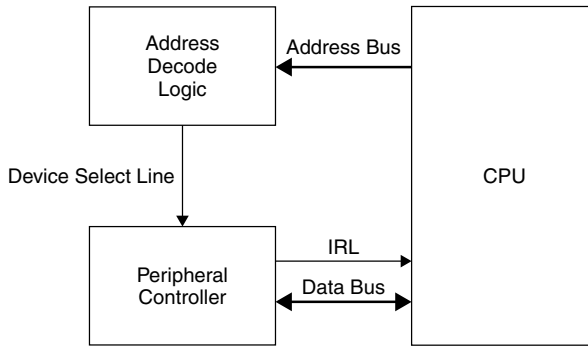 Address
Decode
Logic
Address Bus
CPU
Device Select Line
Peripheral
Controller
IRL
Data Bus